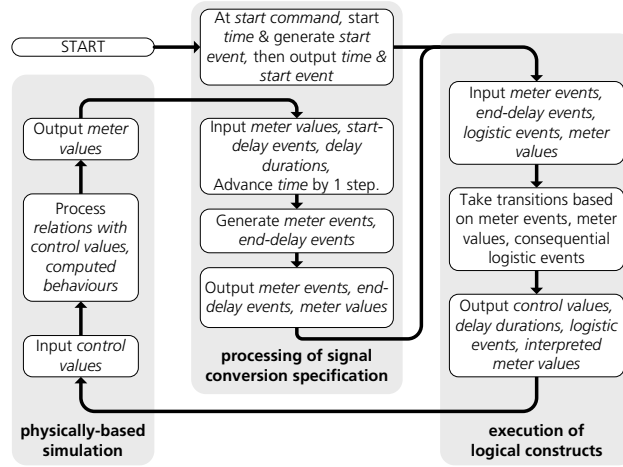 START
At start command, start
time & generate start
event, then output time &
start event
Output meter
values
Process
relations with
control values,
computed
behaviours
Input control
values
physically-based
simulation
Input meter values, start-
delay events, delay
durations,
Advance time by 1 step.
Generate meter events,
end-delay events
Output meter events, end-
delay events, meter values
processing of signal
conversion specification
Input meter events,
end-delay events,
logistic events, meter
values
Take transitions based
on meter events, meter
values, consequential
logistic events
Output control values,
delay durations, logistic
events, interpreted
meter values
execution of
logical constructs